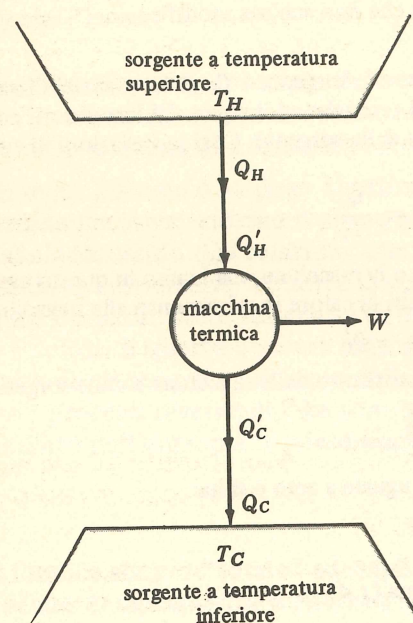 sorgente a temperatura
superiore
T_H
Q_H
Q'_H
macchina
termica
W
Q'_C
Q_C
T_C
sorgente a temperatura
inferiore